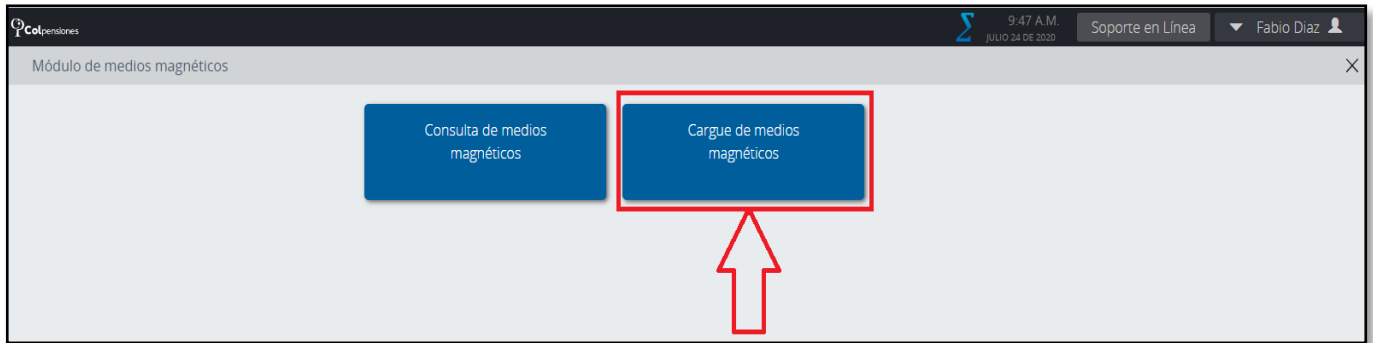 Colpensiones
9:47 A.M.
JULIO 24 DE 2020
Soporte en Línea
Fabio Diaz
Módulo de medios magnéticos
Consulta de medios
magnéticos
Cargue de medios
magnéticos